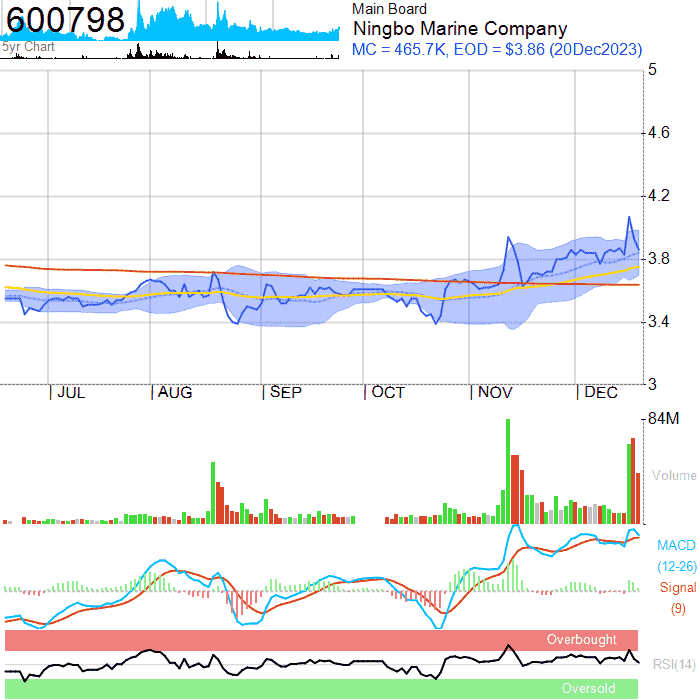 600798
5yr Chart
Main Board
Ningbo Marine Company
MC = 465.7K, EOD = $3.86 (20Dec2023)
5
4.6
4.2
3.8
3.4
3
JUL AUG SEP OCT NOV DEC
84M
Volume
MACD
(12-26)
Signal
(9)
Overbought
RSI(14)
Oversold